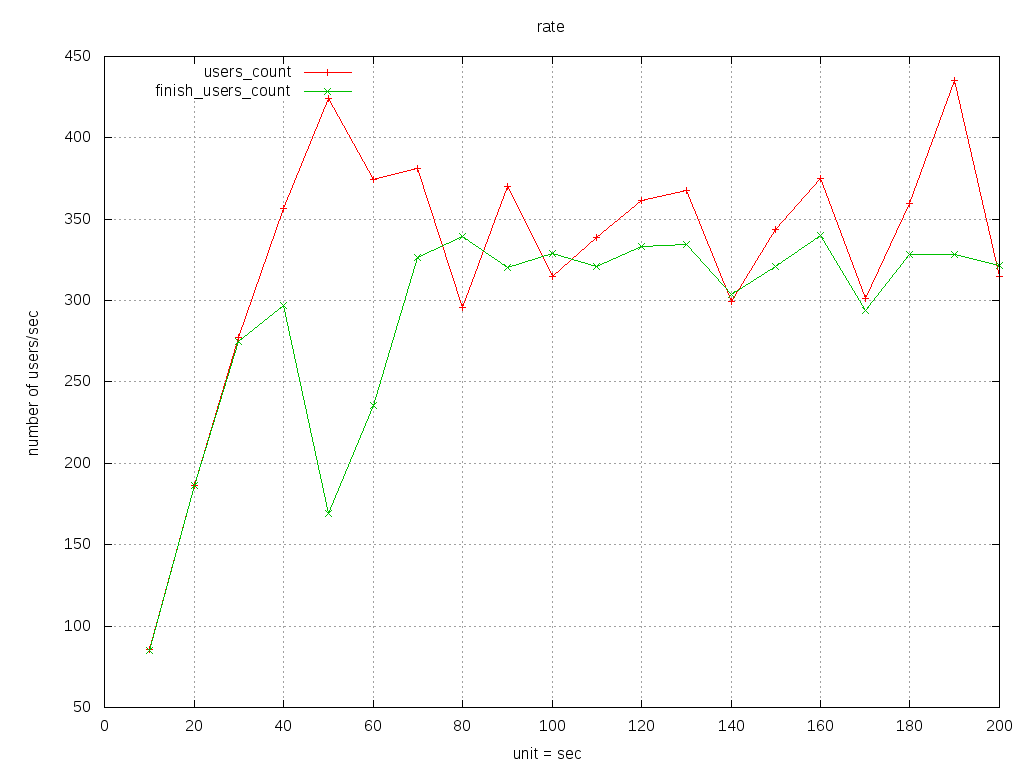 rate
450
400
350
300
250
200
150
100
50
number of users/sec
users_count
finish_users_count
0 20 40 60 80 100 120 140 160 180 200
unit = sec